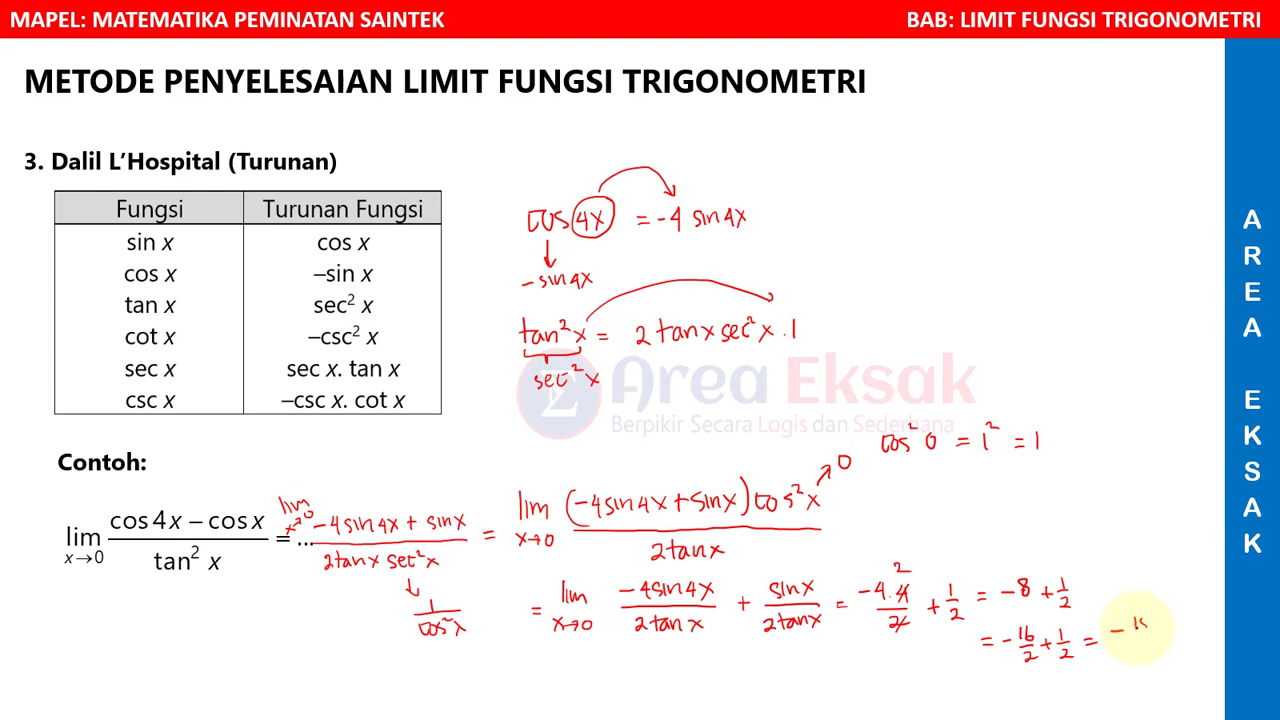 MAPEL: MATEMATIKA PEMINATAN SAINTEK
BAB: LIMIT FUNGSI TRIGONOMETRI
METODE PENYELESAIAN LIMIT FUNGSI TRIGONOMETRI
3. Dalil L’Hospital (Turunan)
Fungsi Turunan Fungsi
sin x cos x
cos x –sin x
tan x sec² x
cot x –csc² x
sec x sec x. tan x
csc x –csc x. cot x
cos 4x = -4 sin 4x
-sin 4x
tan² x = 2 tan x sec² x . 1
sec² x
Area Eksak
Berpikir Secara Logis dan Sederhana
cos² 0 = 1² = 1
Contoh:
lim x→0 (cos 4x – cos x)/(tan² x) = ... lim x→0 (-4 sin 4x + sin x)/(2 tan x sec² x) = lim x→0 ((-4 sin 4x + sin x) cos² x)/(2 tan x) → 0
1/cos² x
= lim x→0 (-4 sin 4x)/(2 tan x) + (sin x)/(2 tan x) = (-4 . 4)/2 2 + 1/2 = -8 + 1/2
= -16/2 + 1/2 = -
AREA EKSAK